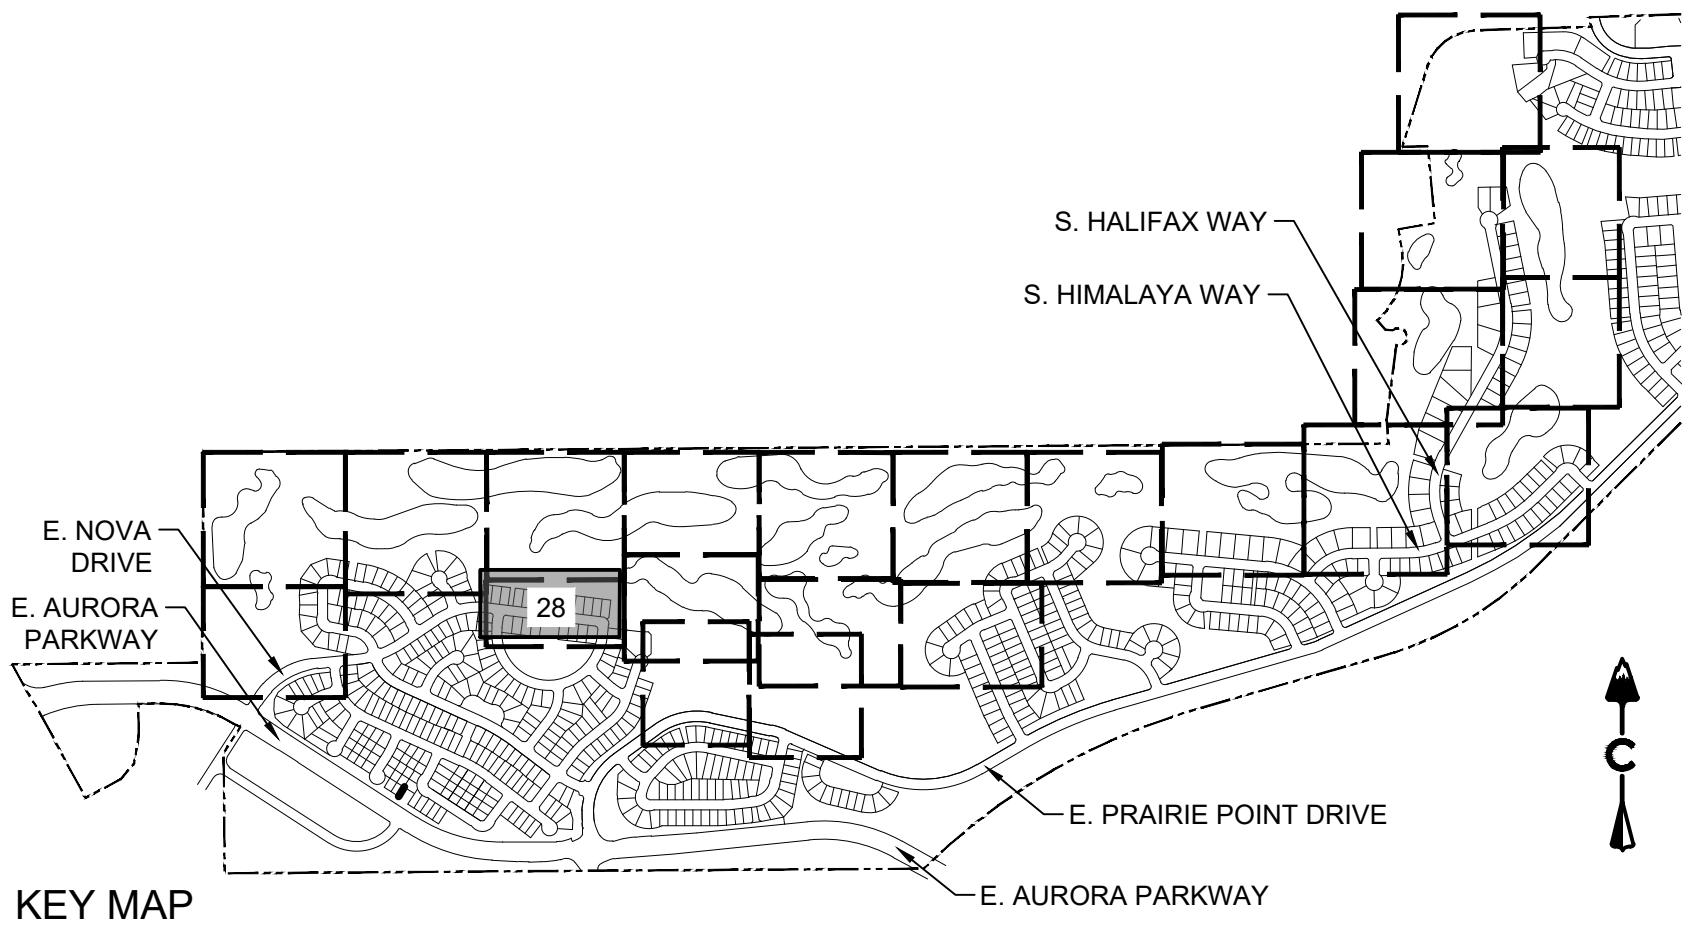 S. HALIFAX WAY
S. HIMALAYA WAY
E. NOVA
DRIVE
E. AURORA
PARKWAY
28
C
E. PRAIRIE POINT DRIVE
E. AURORA PARKWAY
KEY MAP